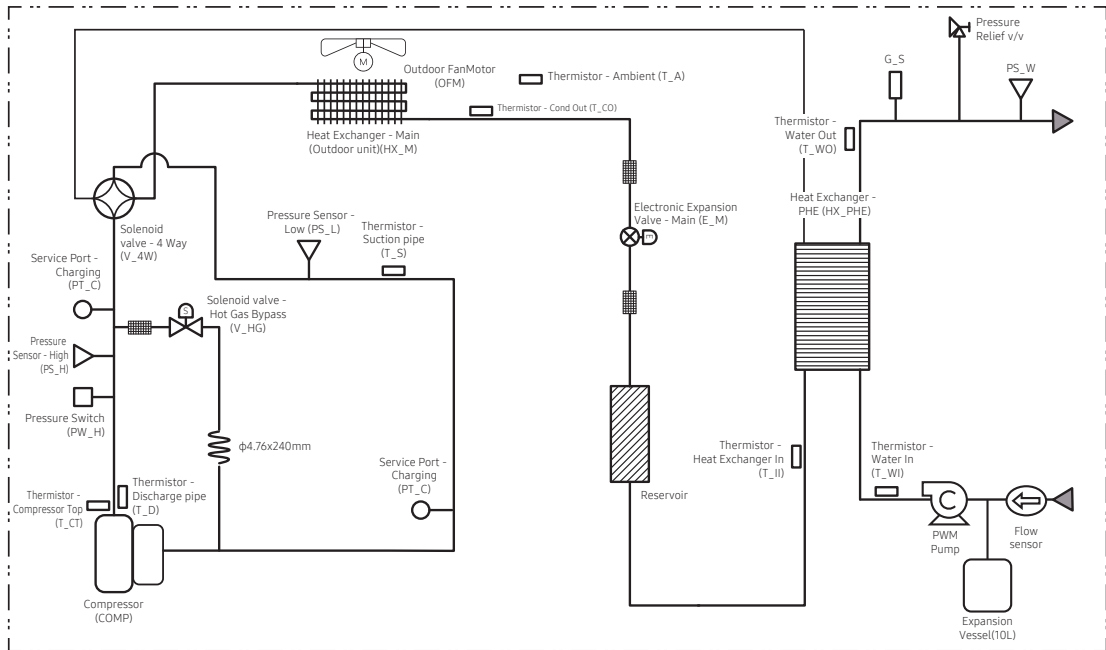 Pressure
Relief v/v
G_S
PS_W
M
Outdoor FanMotor
(OFM)
Thermistor - Ambient (T_A)
Thermistor - Cond Out (T_CO)
Heat Exchanger - Main
(Outdoor unit)(HX_M)
Thermistor -
Water Out
(T_WO)
Heat Exchanger -
PHE (HX_PHE)
Solenoid
valve - 4 Way
(V_4W)
Pressure Sensor -
Low (PS_L)
Thermistor -
Suction pipe
(T_S)
Electronic Expansion
Valve - Main (E_M)
E
Service Port -
Charging
(PT_C)
Solenoid valve -
Hot Gas Bypass
(V_HG)
S
Pressure
Sensor - High
(PS_H)
Pressure Switch
(PW_H)
ϕ4.76x240mm
Thermistor -
Compressor Top
(T_CT)
Thermistor -
Discharge pipe
(T_D)
Service Port -
Charging
(PT_C)
Reservoir
Thermistor -
Heat Exchanger In
(T_II)
Thermistor -
Water In
(T_WI)
C
PWM
Pump
Flow
sensor
Compressor
(COMP)
Expansion
Vessel(10L)